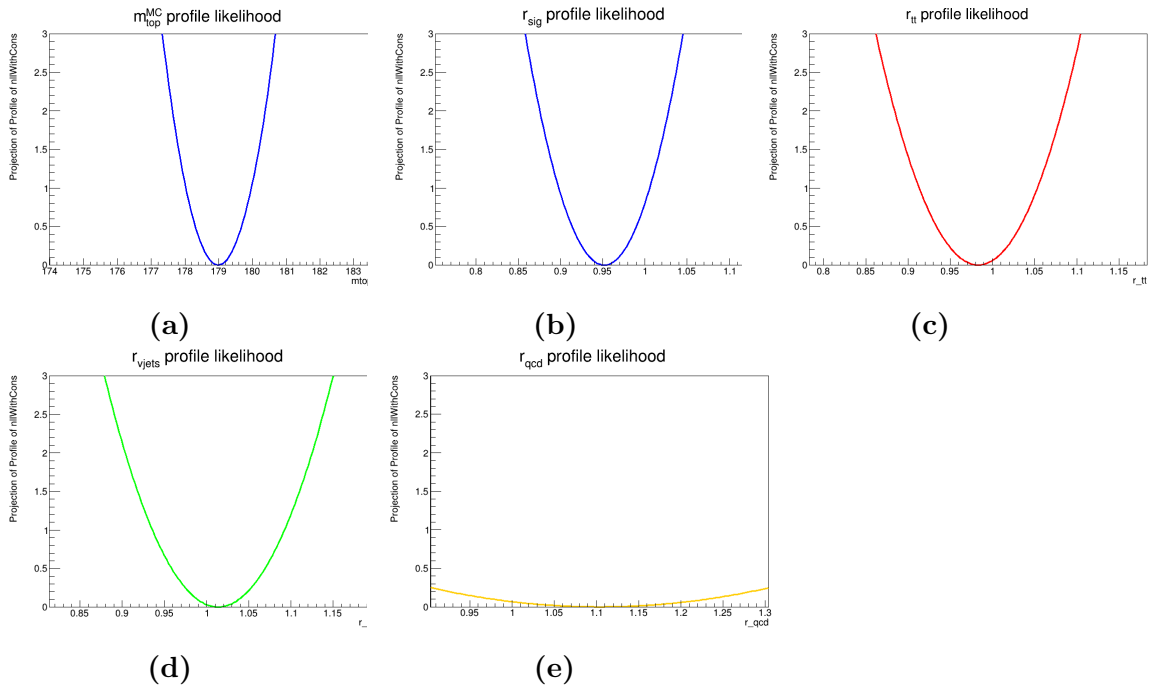 m_top^MC profile likelihood
Projection of Profile of nllWithCons
3
2.5
2
1.5
1
0.5
0
174 175 176 177 178 179 180 181 182 183
(a)
r_sig profile likelihood
Projection of Profile of nllWithCons
3
2.5
2
1.5
1
0.5
0
0.8 0.85 0.9 0.95 1 1.05 1.1
(b)
r_tt profile likelihood
Projection of Profile of nllWithCons
3
2.5
2
1.5
1
0.5
0
0.8 0.85 0.9 0.95 1 1.05 1.1 1.15
r_tt
(c)
r_vjets profile likelihood
Projection of Profile of nllWithCons
3
2.5
2
1.5
1
0.5
0
0.85 0.9 0.95 1 1.05 1.1 1.15
r_
(d)
r_qcd profile likelihood
Projection of Profile of nllWithCons
3
2.5
2
1.5
1
0.5
0
0.95 1 1.05 1.1 1.15 1.2 1.25 1.3
r_qcd
(e)